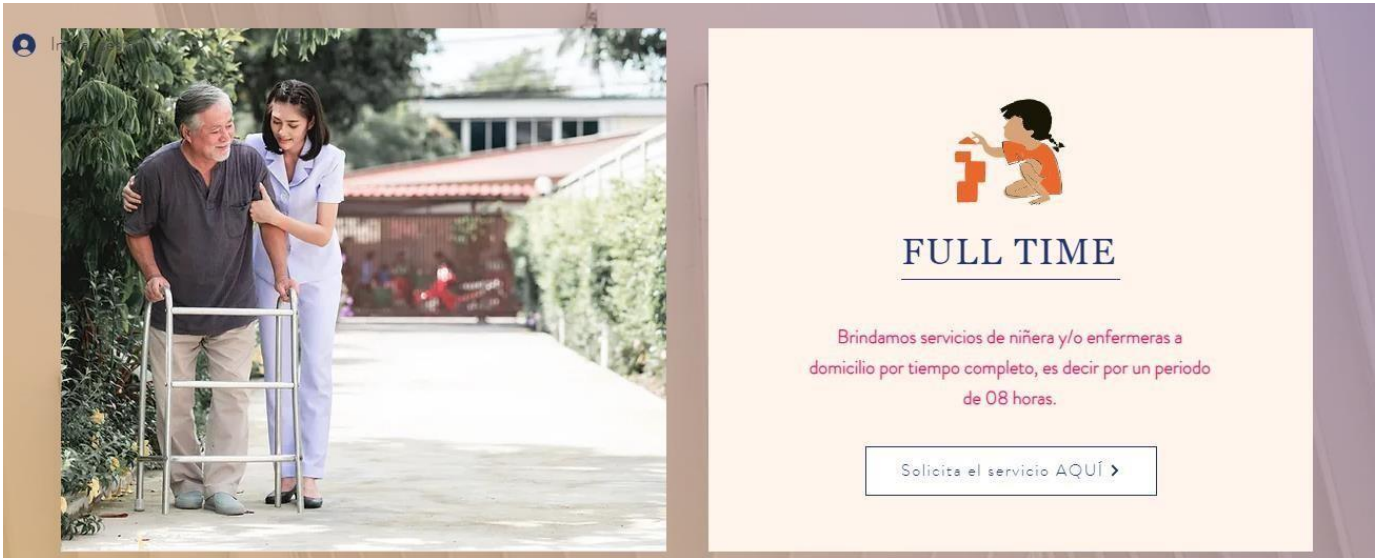 FULL TIME
Brindamos servicios de niñera y/o enfermeras a
domicilio por tiempo completo, es decir por un periodo
de 08 horas.
Solicita el servicio AQUÍ >